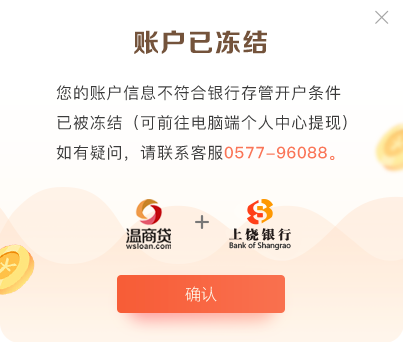 账户已冻结
您的账户信息不符合银行存管开户条件
已被冻结（可前往电脑端个人中心提现）
如有疑问，请联系客服0577-96088。
温商贷
wsloan.com
+
上饶银行
Bank of Shangrao
确认